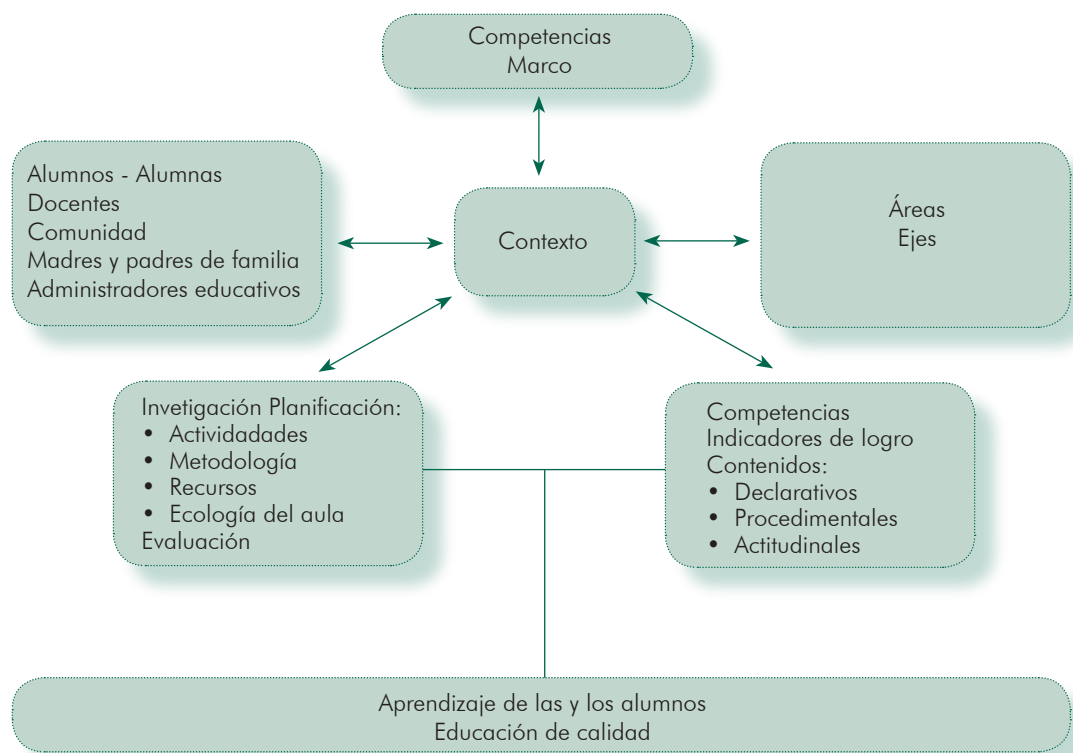 Competencias
Marco
Alumnos - Alumnas
Docentes
Comunidad
Madres y padres de familia
Administradores educativos
Contexto
Áreas
Ejes
Invetigación Planificación:
• Actividadades
• Metodología
• Recursos
• Ecología del aula
Evaluación
Competencias
Indicadores de logro
Contenidos:
• Declarativos
• Procedimentales
• Actitudinales
Aprendizaje de las y los alumnos
Educación de calidad